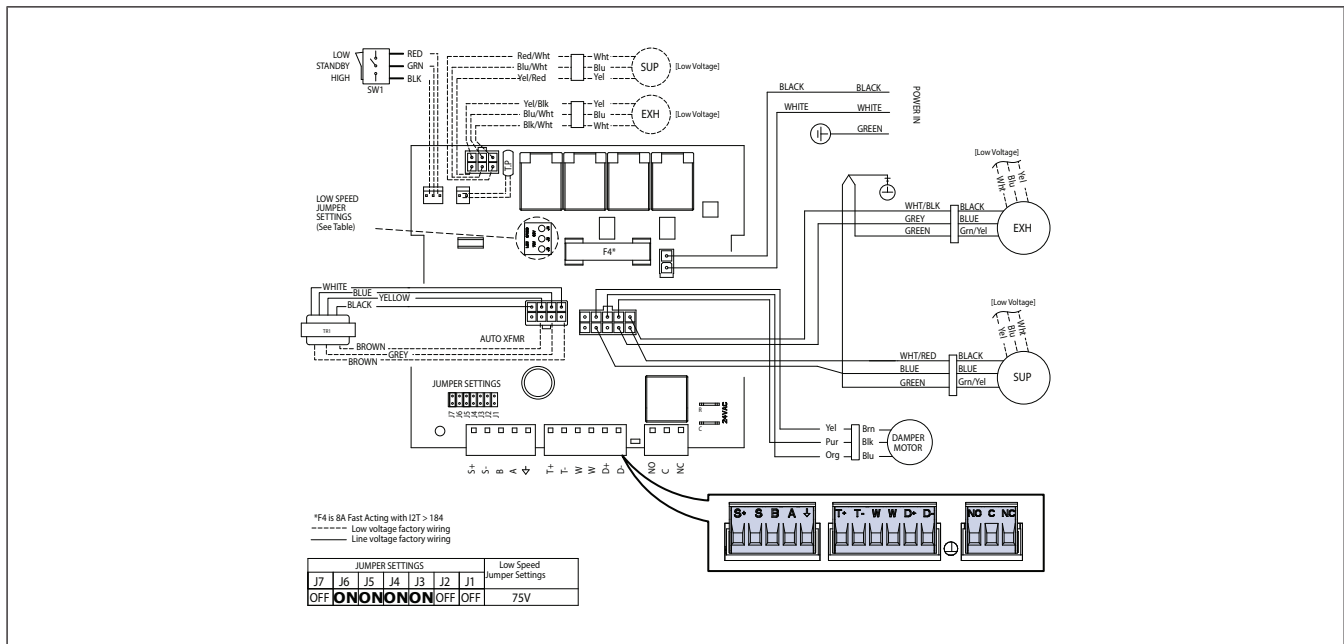 LOW
STANDBY
HIGH
RED
GRN
BLK
SW1
Red/Wht
Blu/Wht
Yel/Red
Wht
Blu
Yel
SUP
[Low Voltage]
Yel/Blk
Blu/Wht
Blk/Wht
Yel
Blu
Wht
EXH
[Low Voltage]
BLACK BLACK
WHITE WHITE
GREEN
POWER IN
T.P
LOW SPEED
JUMPER
SETTINGS
(See Table)
F4*
[Low Voltage]
Wht
Blu
Yel
WHT/BLK BLACK
GREY BLUE
GREEN Grn/Yel
EXH
WHITE
BLUE
YELLOW
BLACK
TR1
BROWN
GREY
BROWN
AUTO XFMR
[Low Voltage]
Yel
Blu
Wht
WHT/RED BLACK
BLUE BLUE
GREEN Grn/Yel
SUP
JUMPER SETTINGS
J7 J6 J5 J4 J3 J2 J1
R
C
24VAC
Yel Brn
Pur Blk
Org Blu
DAMPER
MOTOR
S+ S- B A
T+ T- W W D+ D-
NO C NC
S+ S B A
T+ T- W W D+ D-
NO C NC
*F4 is 8A Fast Acting with I2T > 184
Low voltage factory wiring
Line voltage factory wiring
JUMPER SETTINGS Low Speed
Jumper Settings
J7 J6 J5 J4 J3 J2 J1
OFF ON ON ON ON OFF OFF 75V